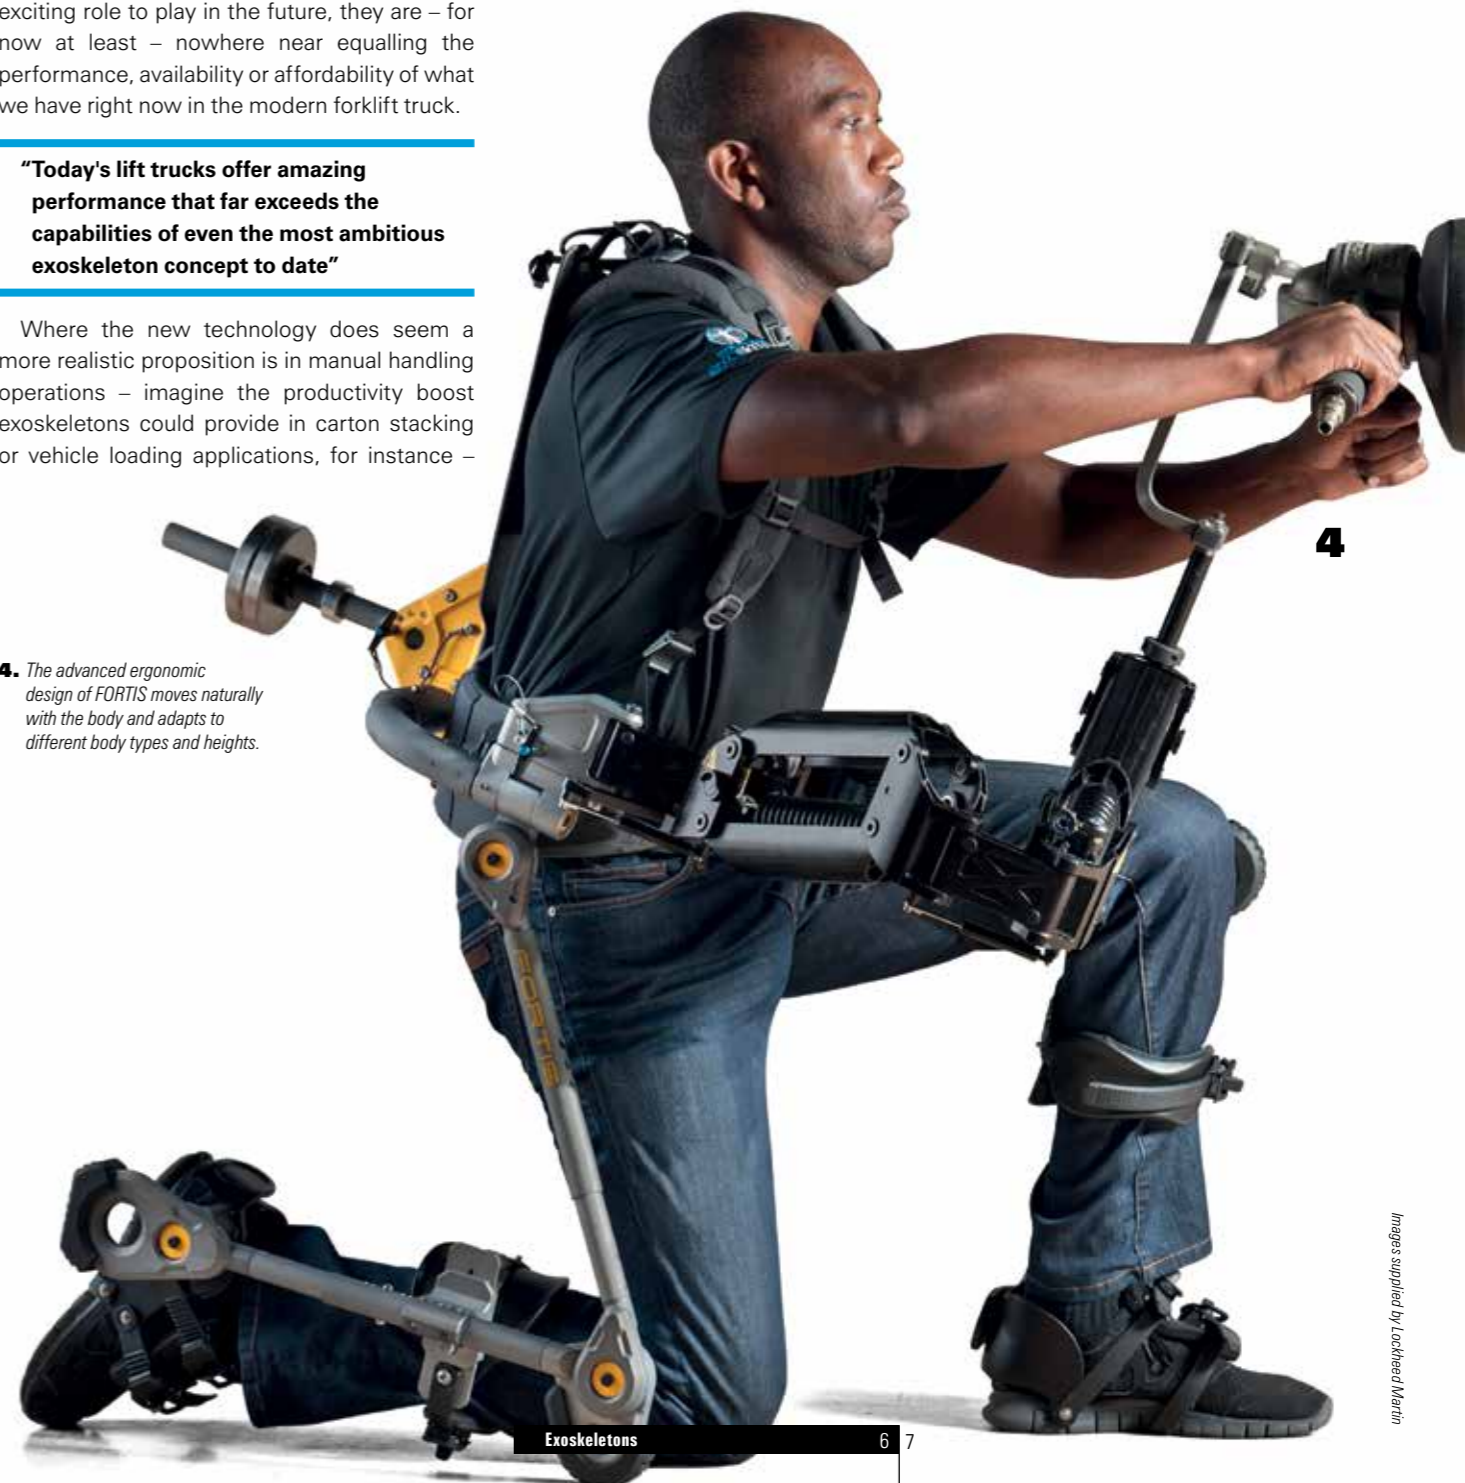 exciting role to play in the future, they are – for
now at least – nowhere near equalling the
performance, availability or affordability of what
we have right now in the modern forklift truck.
“Today's lift trucks offer amazing
performance that far exceeds the
capabilities of even the most ambitious
exoskeleton concept to date”
Where the new technology does seem a
more realistic proposition is in manual handling
operations – imagine the productivity boost
exoskeletons could provide in carton stacking
or vehicle loading applications, for instance –
4
4. The advanced ergonomic
design of FORTIS moves naturally
with the body and adapts to
different body types and heights.
FORTIS
Images supplied by Lockheed Martin
Exoskeletons 6 7